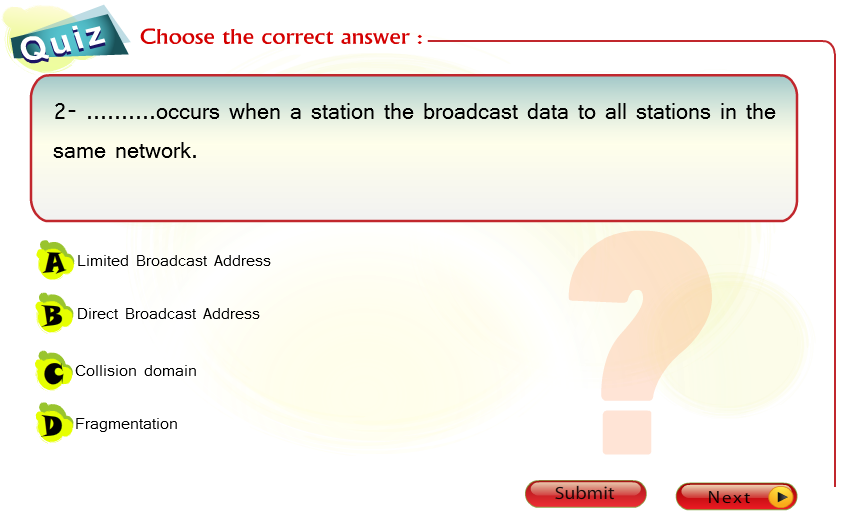 Quiz
Choose the correct answer :
2- ..........occurs when a station the broadcast data to all stations in the
same network.
A Limited Broadcast Address
B Direct Broadcast Address
C Collision domain
D Fragmentation
?
Submit
Next